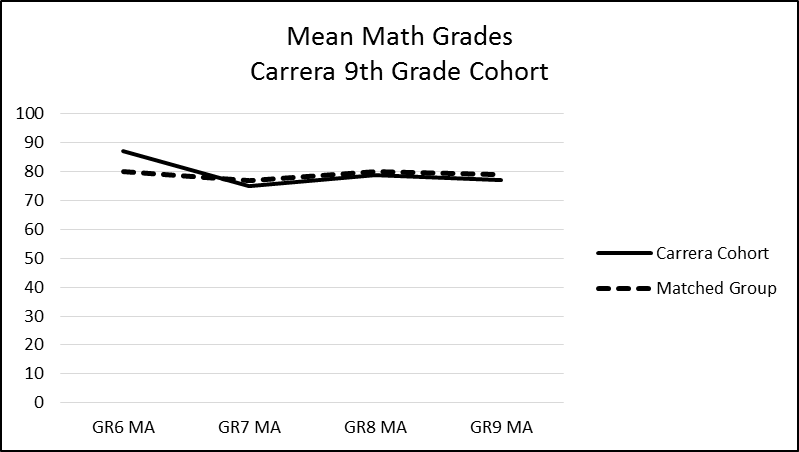 Mean Math Grades
Carrera 9th Grade Cohort
100
90
80
70
60
50
40
30
20
10
0
GR6 MA GR7 MA GR8 MA GR9 MA
Carrera Cohort
Matched Group